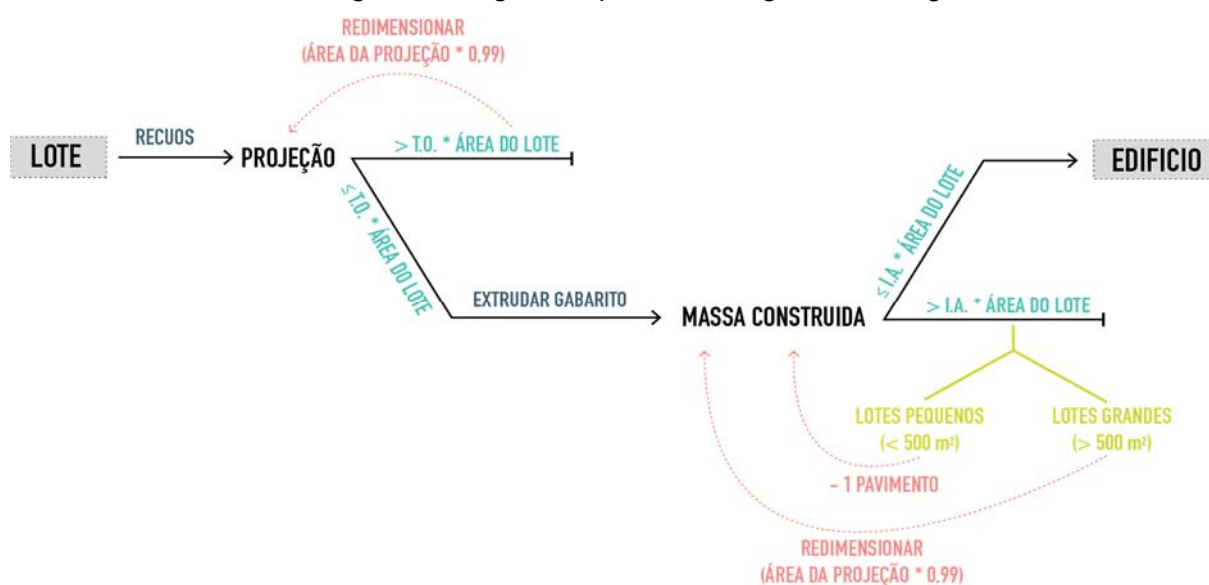 REDIMENSIONAR
(ÁREA DA PROJEÇÃO * 0,99)
LOTE
RECUOS
PROJEÇÃO
> T.O. * ÁREA DO LOTE
≤ T.O. * ÁREA DO LOTE
EXTRUDAR GABARITO
MASSA CONSTRUIDA
≤ I.A. * ÁREA DO LOTE
EDIFICIO
> I.A. * ÁREA DO LOTE
LOTES PEQUENOS
(< 500 m²)
LOTES GRANDES
(> 500 m²)
- 1 PAVIMENTO
REDIMENSIONAR
(ÁREA DA PROJEÇÃO * 0,99)